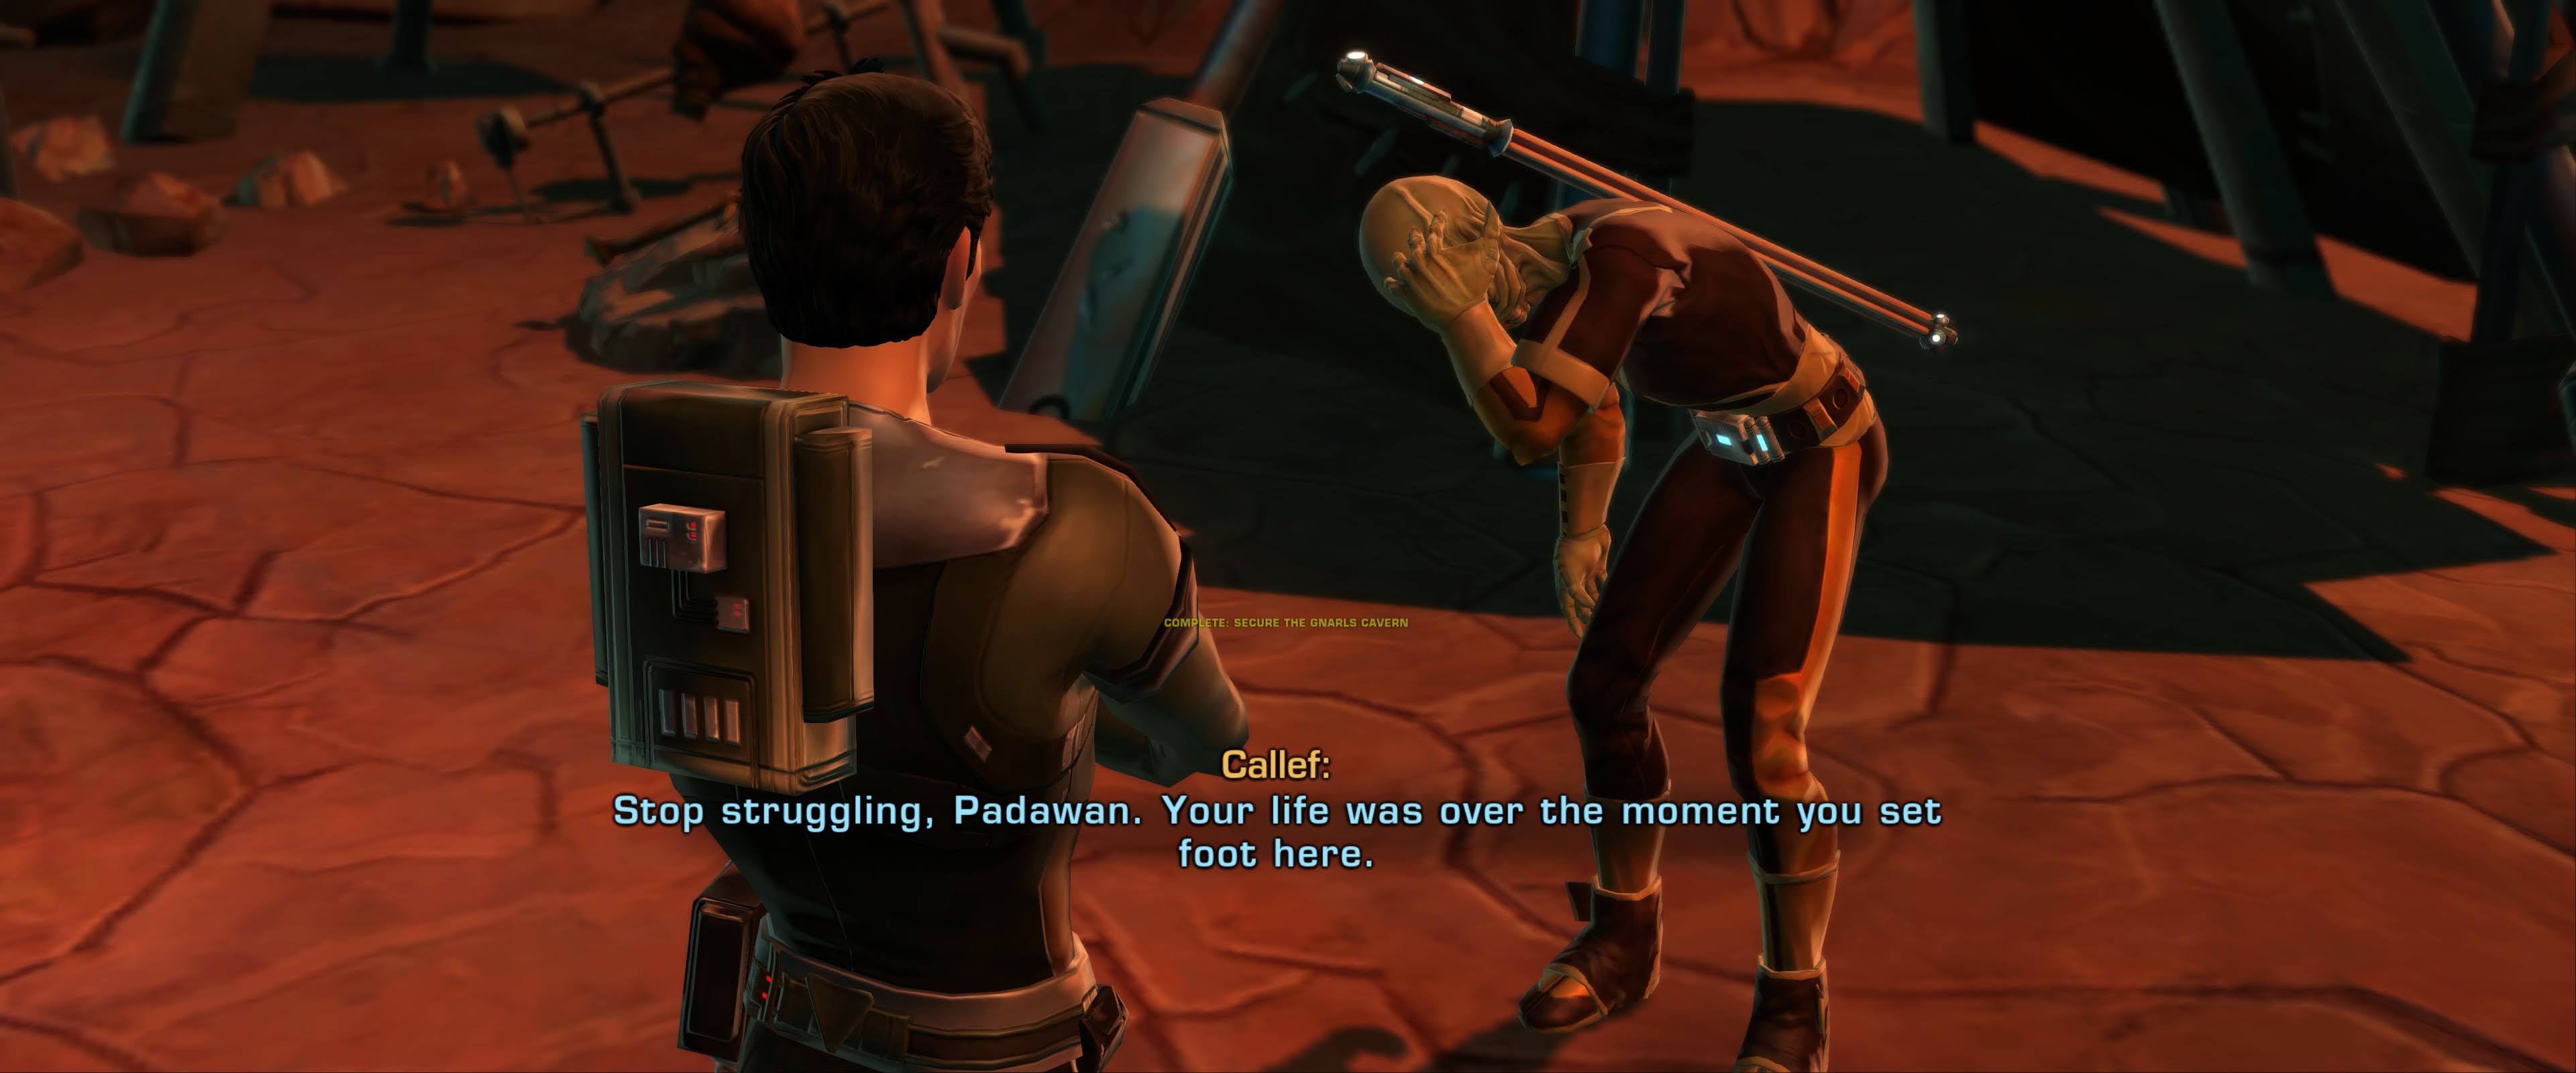 COMPLETE: SECURE THE GNARLS CAVERN
Callef:
Stop struggling, Padawan. Your life was over the moment you set
foot here.